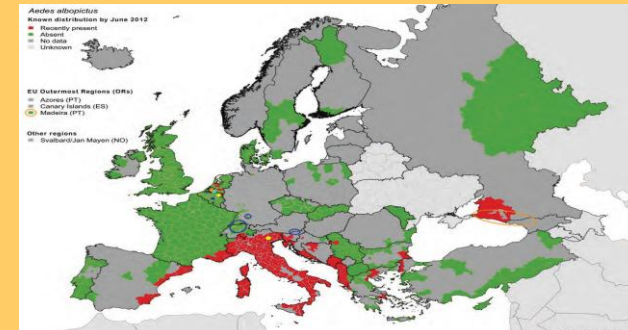 Aedes albopictus
Known distribution by June 2012
Recently present
Absent
No data
Unknown
EU Outermost Regions (ORs)
Azores (PT)
Canary Islands (ES)
Madeira (PT)
Other regions
Svalbard/Jan Mayen (NO)